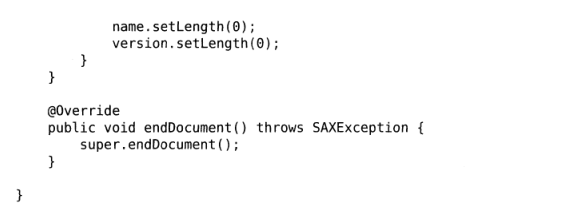 name.setLength(0);
            version.setLength(0);
        }
    }

    @Override
    public void endDocument() throws SAXException {
        super.endDocument();
    }

}